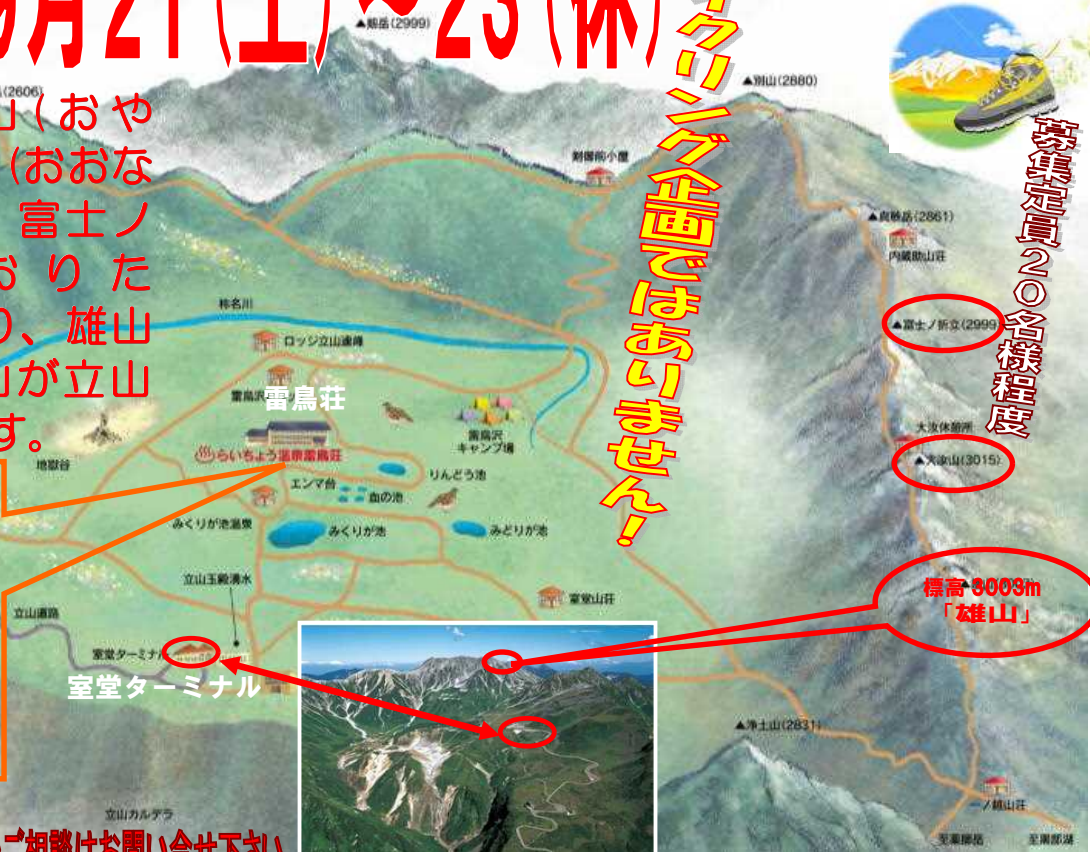 9月21(土)~23(休)
▲剱岳(2999)
(2606)
山(おや
(おおな
富士ノ
おりた
り、雄山
山が立山
す。
イクリング企画ではありません!
募集定員20名様程度
▲別山(2880)
剱御前小屋
▲真砂岳(2861)
内蔵助山荘
▲富士ノ折立(2999)
大汝休憩所
▲大汝山(3015)
標高3003m
「雄山」
称名川
ロッジ立山連峰
雷鳥沢
雷鳥荘
らいちょう温泉雷鳥荘
雷鳥沢
キャンプ場
地獄谷
りんどう池
エンマ台
血の池
みくりが池温泉
みくりが池
みどりが池
立山玉殿湧水
室堂山荘
立山道路
室堂ターミナル
室堂ターミナル
▲浄土山(2831)
一ノ越山荘
至薬師岳
至黒部湖
立山カルデラ
ご相談はお問い合せ下さい